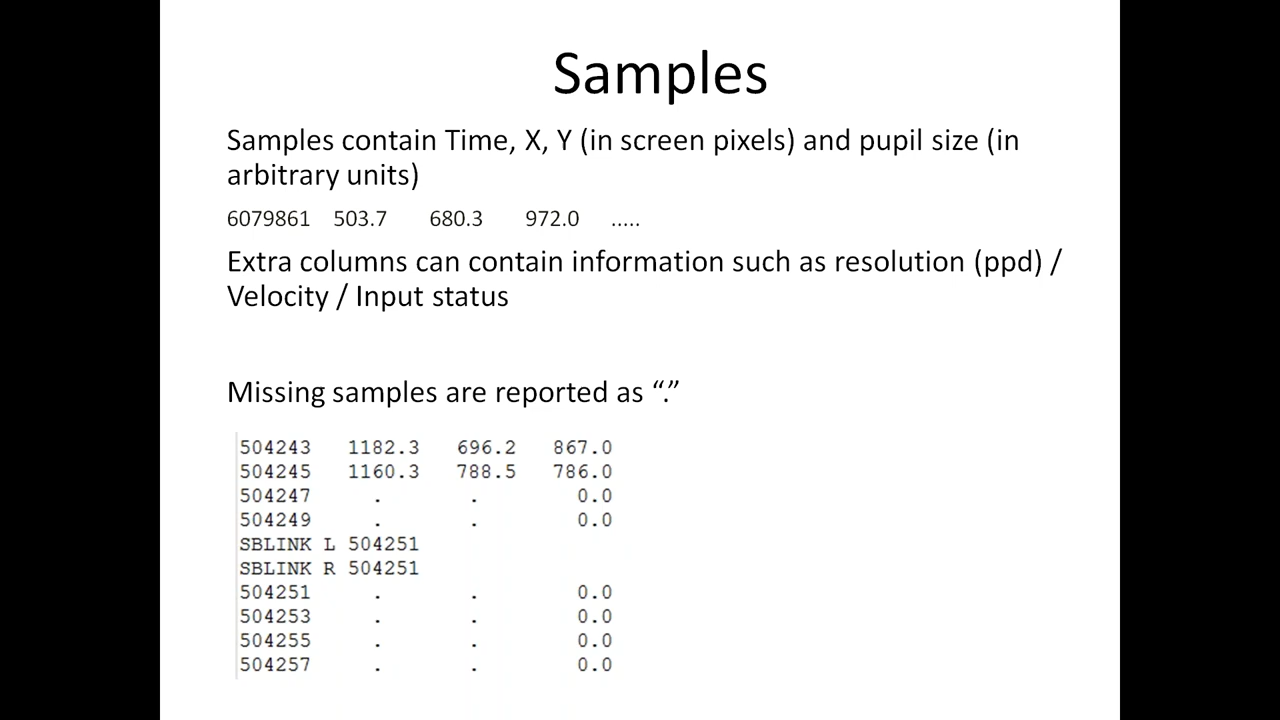 Samples
Samples contain Time, X, Y (in screen pixels) and pupil size (in
arbitrary units)
6079861 503.7 680.3 972.0 .....
Extra columns can contain information such as resolution (ppd) /
Velocity / Input status
Missing samples are reported as “.”
504243 1182.3 696.2 867.0
504245 1160.3 788.5 786.0
504247 . . 0.0
504249 . . 0.0
SBLINK L 504251
SBLINK R 504251
504251 . . 0.0
504253 . . 0.0
504255 . . 0.0
504257 . . 0.0